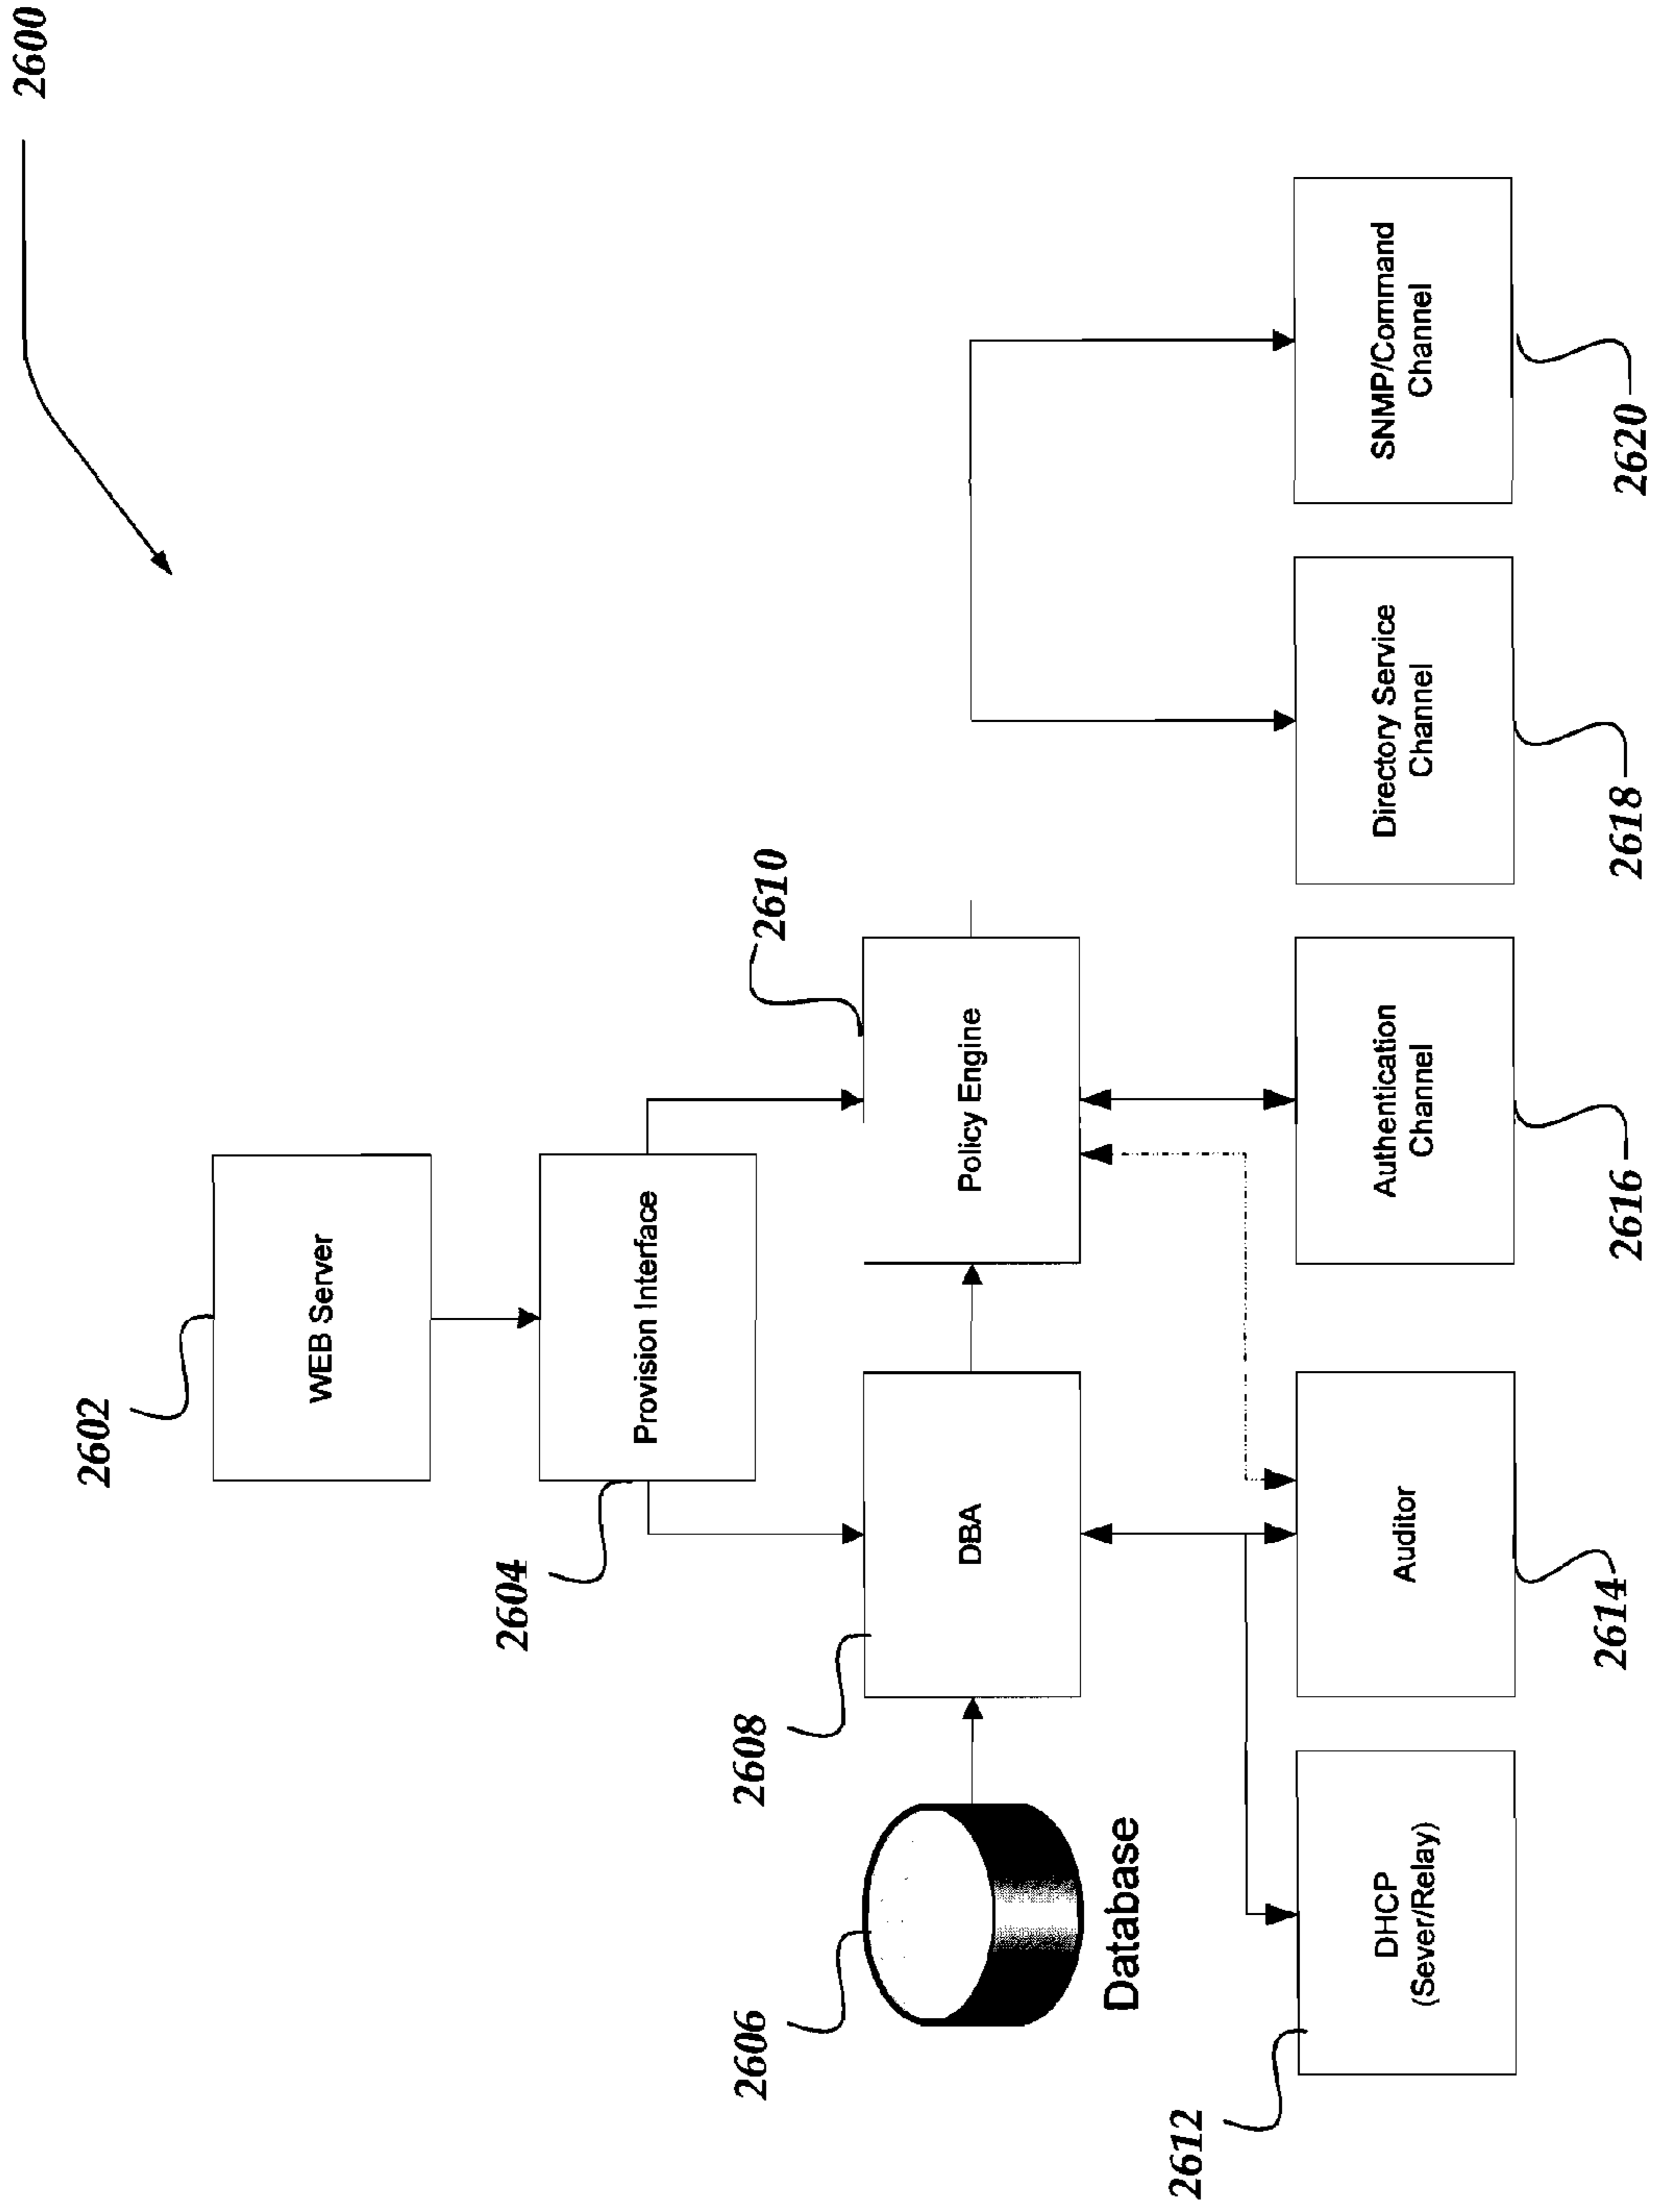 2600
2602
WEB Server
2604
Provision Interface
2606
Database
2608
DBA
2610
Policy Engine
2612
DHCP
(Sever/Relay)
2614
Auditor
2616
Authentication
Channel
2618
Directory Service
Channel
2620
SNMP/Command
Channel